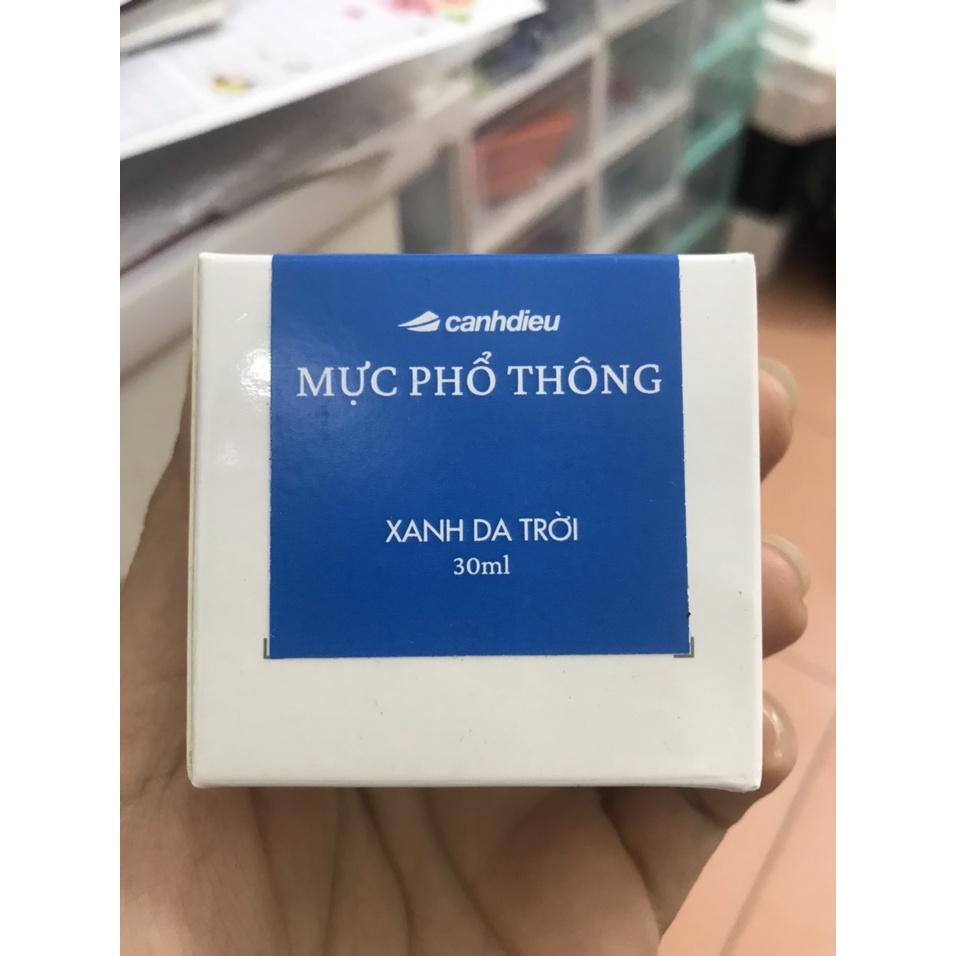 canhdieu
MỰC PHỔ THÔNG
XANH DA TRỜI
30ml